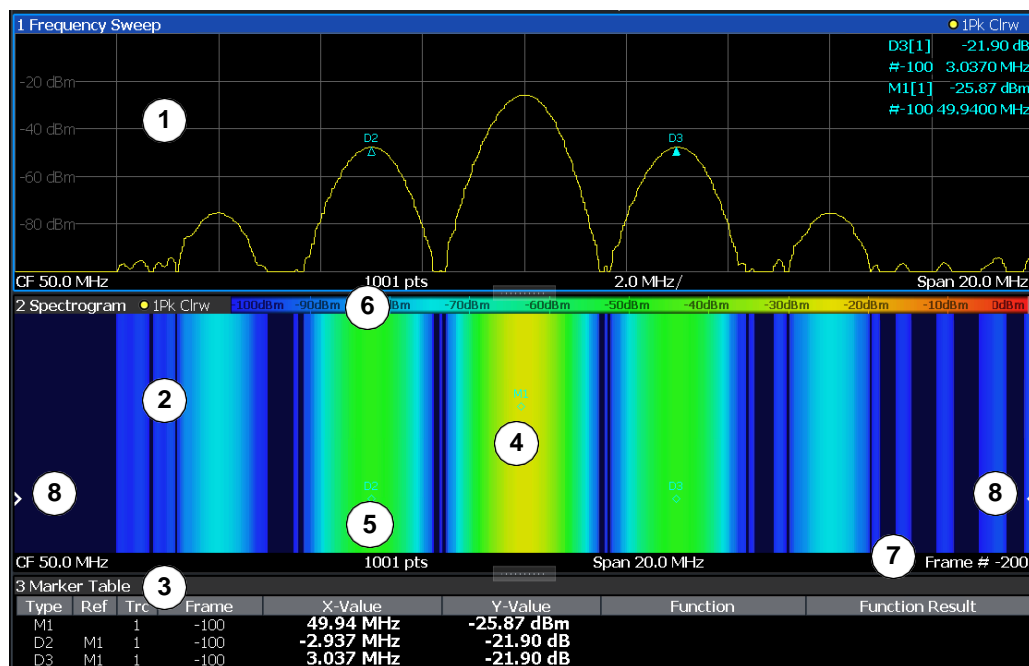 1 Frequency Sweep
1Pk Clrw
D3[1] -21.90 dB
#-100 3.0370 MHz
M1[1] -25.87 dBm
#-100 49.9400 MHz
-20 dBm
1
-40 dBm
D2
D3
-60 dBm
-80 dBm
CF 50.0 MHz 1001 pts 2.0 MHz/ Span 20.0 MHz
2 Spectrogram 1Pk Clrw -100dBm -90dBm 6 -70dBm -60dBm -50dBm -40dBm -30dBm -20dBm -10dBm 0dBm
2
M1
4
8
D2
D3
8
5
CF 50.0 MHz 1001 pts Span 20.0 MHz 7 Frame # -200
3 Marker Table 3
Type Ref Trc Frame X-Value Y-Value Function Function Result
M1 1 -100 49.94 MHz -25.87 dBm
D2 M1 1 -100 -2.937 MHz -21.90 dB
D3 M1 1 -100 3.037 MHz -21.90 dB